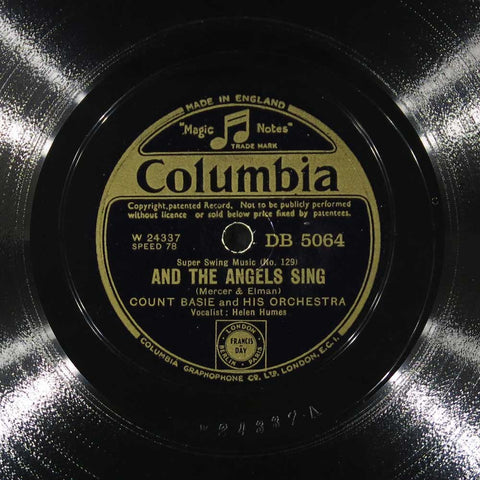 MADE IN ENGLAND
"Magic Notes"
TRADE MARK
Columbia
Copyright, patented Record. Not to be publicly performed
without licence or sold below price fixed by patentees.
W 24337
SPEED 78
DB 5064
Super Swing Music (No. 129)
AND THE ANGELS SING
(Mercer & Elman)
COUNT BASIE and HIS ORCHESTRA
Vocalist : Helen Humes
LONDON
FRANCIS
DAY
BERLIN PARIS
COLUMBIA GRAPHOPHONE CO. LTD. LONDON, E.C.1.